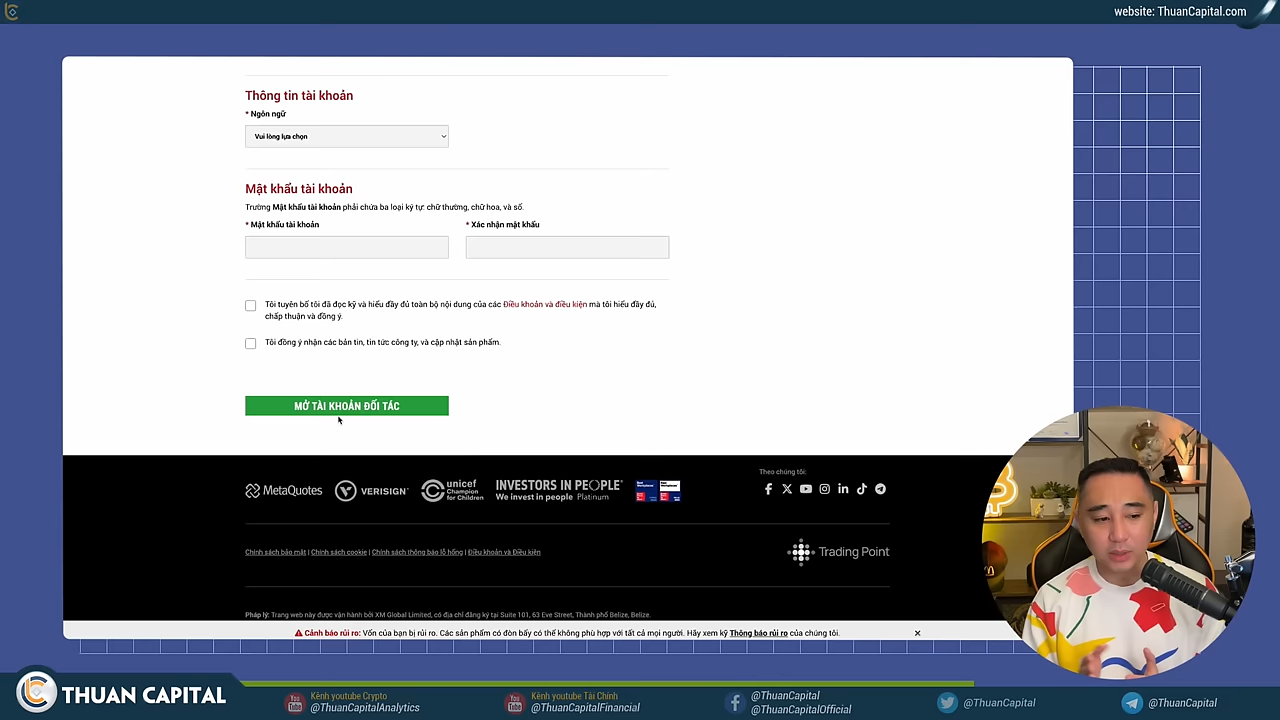 website: ThuanCapital.com
Thông tin tài khoản
* Ngôn ngữ
Vui lòng lựa chọn
Mật khẩu tài khoản
Trường Mật khẩu tài khoản phải chứa ba loại ký tự: chữ thường, chữ hoa, và số.
* Mật khẩu tài khoản
* Xác nhận mật khẩu
Tôi tuyên bố tôi đã đọc kỹ và hiểu đầy đủ toàn bộ nội dung của các Điều khoản và điều kiện mà tôi hiểu đầy đủ,
chấp thuận và đồng ý.
Tôi đồng ý nhận các bản tin, tin tức công ty, và cập nhật sản phẩm.
MỞ TÀI KHOẢN ĐỐI TÁC
Theo chúng tôi:
MetaQuotes
VERISIGN
unicef
Champion
for Children
INVESTORS IN PEOPLE
We invest in people Platinum
Chính sách bảo mật | Chính sách cookie | Chính sách thông báo lỗ hổng | Điều khoản và Điều kiện
Trading Point
Pháp lý: Trang web này được vận hành bởi XM Global Limited, có địa chỉ đăng ký tại Suite 101, 63 Eve Street, Thành phố Belize, Belize.
Cảnh báo rủi ro: Vốn của bạn bị rủi ro. Các sản phẩm có đòn bẩy có thể không phù hợp với tất cả mọi người. Hãy xem kỹ Thông báo rủi ro của chúng tôi.
THUAN CAPITAL
Kênh youtube Crypto
@ThuanCapitalAnalytics
Kênh youtube Tài Chính
@ThuanCapitalFinancial
@ThuanCapital
@ThuanCapitalOfficial
@ThuanCapital
@ThuanCapital